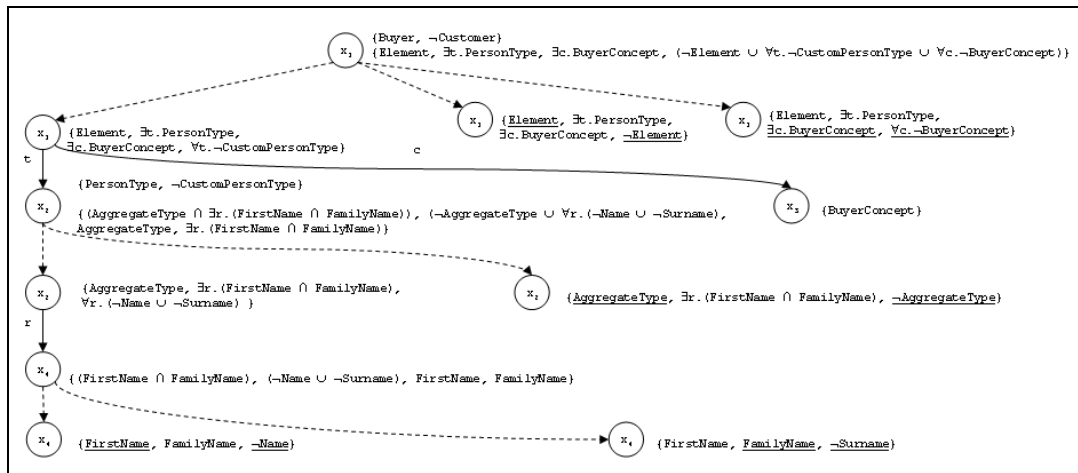 {Buyer, ¬Customer}
x₁
{Element, ∃t.PersonType, ∃c.BuyerConcept, (¬Element ∪ ∀t.¬CustomPersonType ∪ ∀c.¬BuyerConcept)}
x₁
{Element, ∃t.PersonType,
∃c.BuyerConcept, ∀t.¬CustomPersonType}
x₁
{Element, ∃t.PersonType,
∃c.BuyerConcept, ¬Element}
x₁
{Element, ∃t.PersonType,
∃c.BuyerConcept, ∀c.¬BuyerConcept}
t
c
{PersonType, ¬CustomPersonType}
x₂
{(AggregateType ∩ ∃r.(FirstName ∩ FamilyName)), (¬AggregateType ∪ ∀r.(¬Name ∪ ¬Surname),
AggregateType, ∃r.(FirstName ∩ FamilyName)}
x₃
{BuyerConcept}
x₂
{AggregateType, ∃r.(FirstName ∩ FamilyName),
∀r.(¬Name ∪ ¬Surname) }
x₂
{AggregateType, ∃r.(FirstName ∩ FamilyName), ¬AggregateType}
r
x₄
{(FirstName ∩ FamilyName), (¬Name ∪ ¬Surname), FirstName, FamilyName}
x₄
{FirstName, FamilyName, ¬Name}
x₄
{FirstName, FamilyName, ¬Surname}